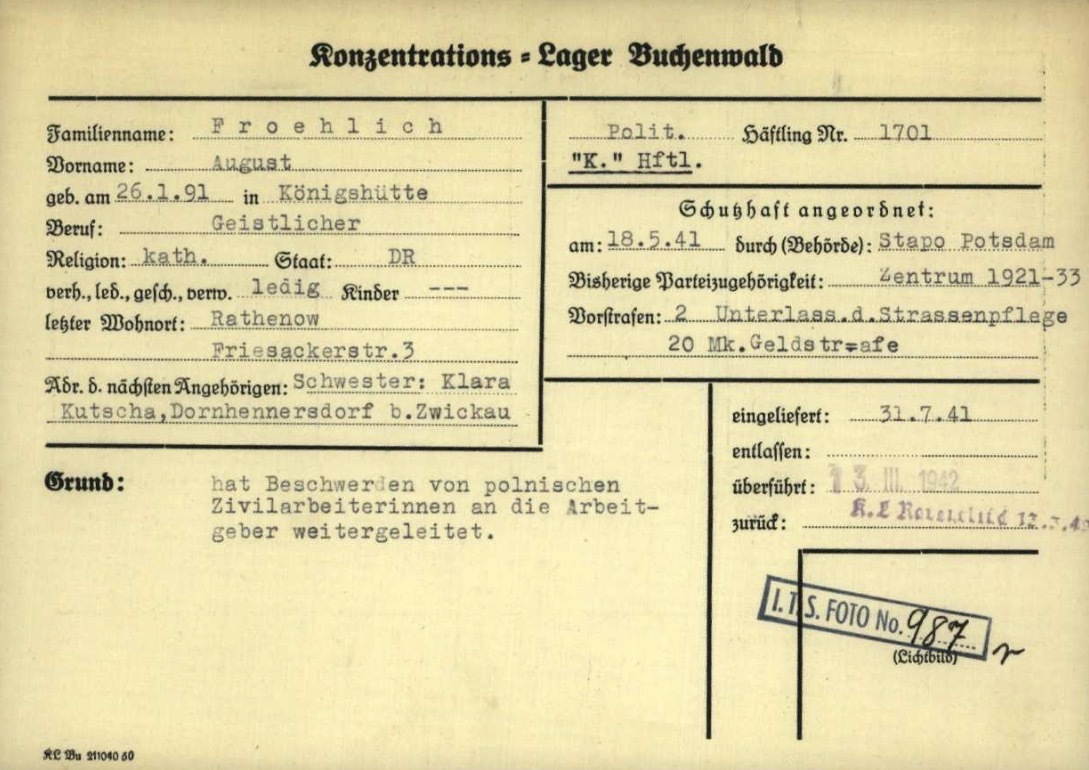 Konzentrations = Lager Buchenwald
Familienname: Froehlich
Vorname: August
geb. am 26.1.91 in Königshütte
Beruf: Geistlicher
Religion: kath. Staat: DR
verh., led., gesch., verw. ledig Kinder ---
letzter Wohnort: Rathenow
Friesackerstr.3
Adr. d. nächsten Angehörigen: Schwester: Klara
Kutscha,Dornhennersdorf b.Zwickau
Polit. Häftling Nr. 1701
"K." Hftl.
Schutzhaft angeordnet:
am: 18.5.41 durch (Behörde): Stapo Potsdam
Bisherige Parteizugehörigkeit: Zentrum 1921-33
Vorstrafen: 2 Unterlass.d.Strassenpflege
20 Mk.Geldstr=afe
Grund: hat Beschwerden von polnischen
Zivilarbeiterinnen an die Arbeit-
geber weitergeleitet.
eingeliefert: 31.7.41
entlassen:
überführt: 13. III. 1942
zurück: K.L
I.T.S. FOTO No. 987
(Lichtbild)
KL Bu